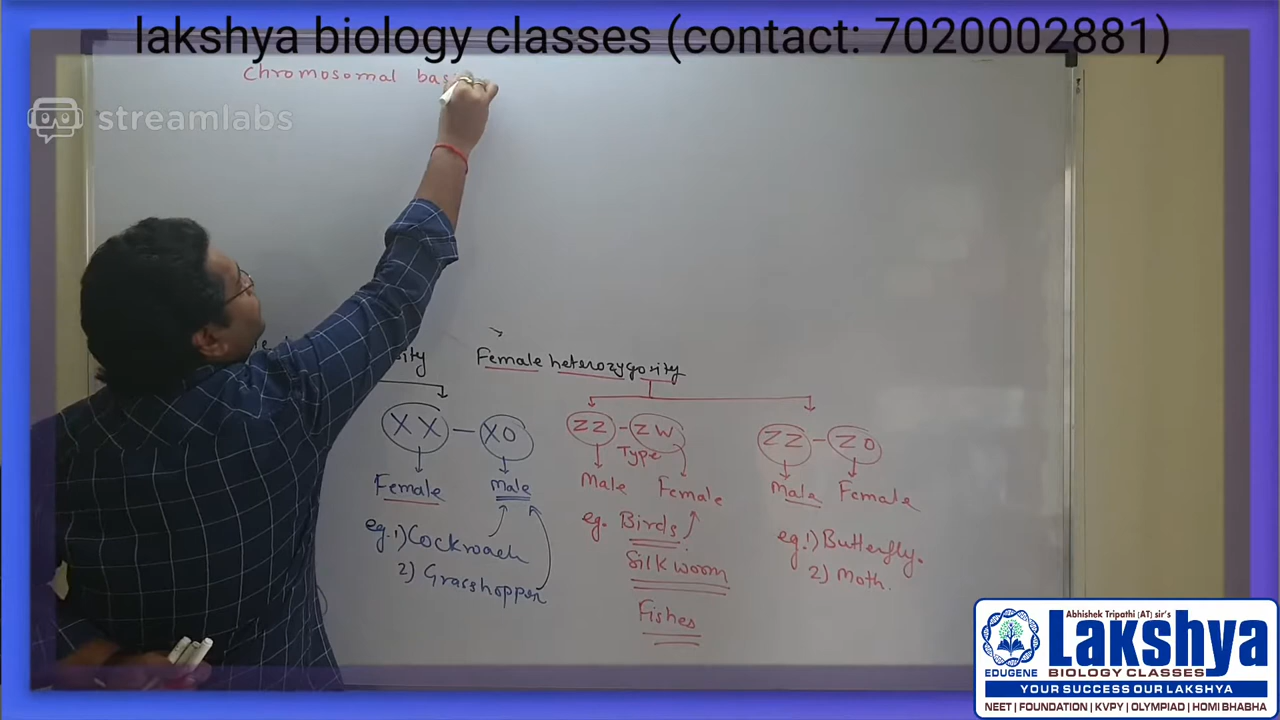 lakshya biology classes (contact: 7020002881)
Chromosomal bas
streamlabs
Female heterozygosity
XX - XO
ZZ - ZW
Type
ZZ - ZO
Female male
Male Female
Male Female
eg. 1) Cockroach
2) Grasshopper
eg. Birds
Silk worm
Fishes
eg. 1) Butterfly.
2) Moth.
Abhishek Tripathi (AT) sir's
Lakshya
EDUGENE BIOLOGY CLASSES
YOUR SUCCESS OUR LAKSHYA
NEET | FOUNDATION | KVPY | OLYMPIAD | HOMI BHABHA